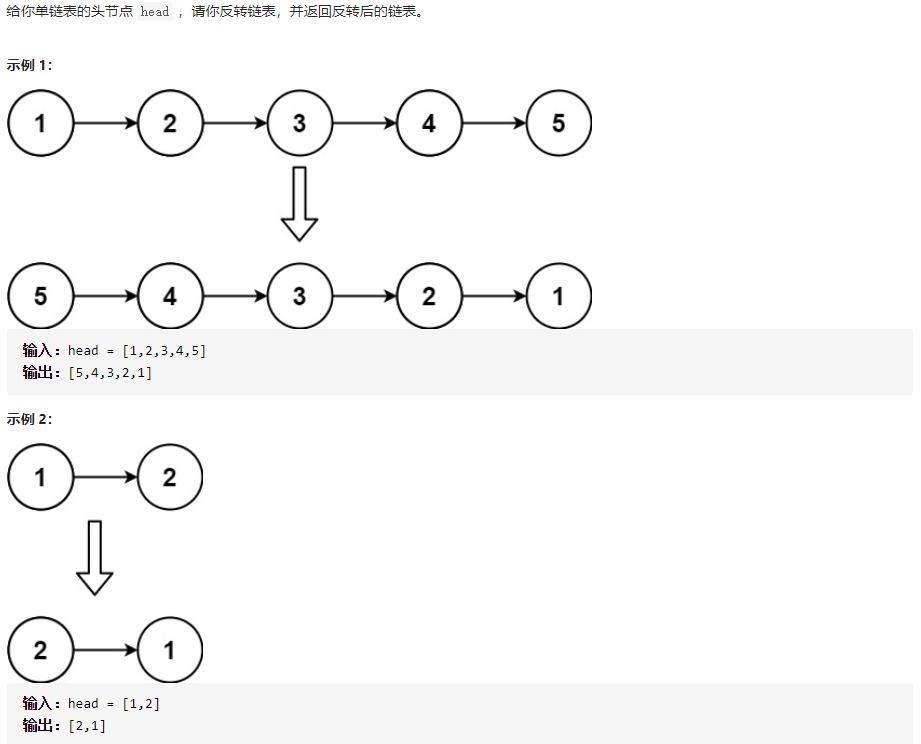 给你单链表的头节点 head ，请你反转链表，并返回反转后的链表。
示例 1：
1 2 3 4 5
5 4 3 2 1
输入：head = [1,2,3,4,5]
输出：[5,4,3,2,1]
示例 2：
1 2
2 1
输入：head = [1,2]
输出：[2,1]